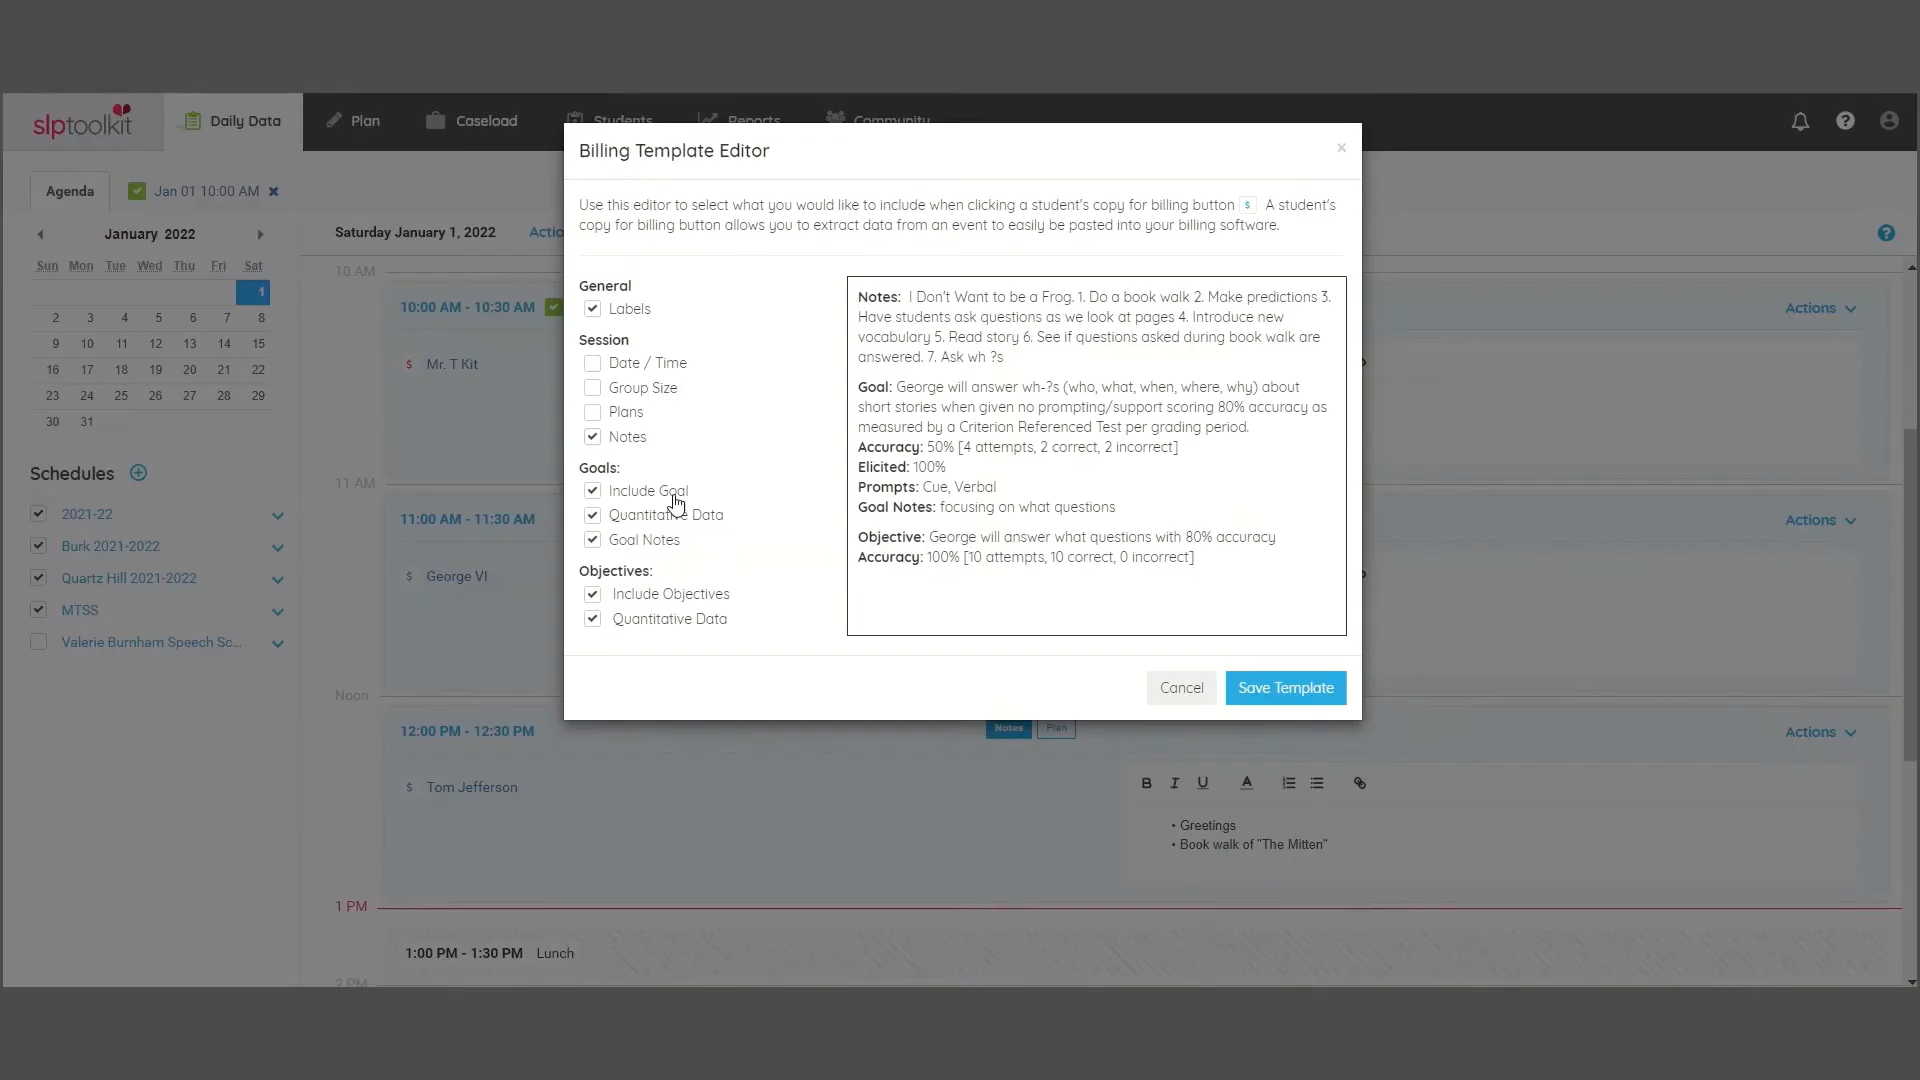 slptoolkit
Daily Data
Plan
Caseload
Students
Reports
Community
Agenda
Jan 01 10:00 AM
January 2022
Sun Mon Tue Wed Thu Fri Sat
1
2 3 4 5 6 7 8
9 10 11 12 13 14 15
16 17 18 19 20 21 22
23 24 25 26 27 28 29
30 31
Schedules
2021-22
Burk 2021-2022
Quartz Hill 2021-2022
MTSS
Valerie Burnham Speech Sc...
Saturday January 1, 2022 Actio
10 AM
10:00 AM - 10:30 AM
Actions
$ Mr. T Kit
11 AM
11:00 AM - 11:30 AM
Actions
$ George VI
Noon
12:00 PM - 12:30 PM
Notes Plan
Actions
$ Tom Jefferson
B I U A
• Greetings
• Book walk of "The Mitten"
1 PM
1:00 PM - 1:30 PM Lunch
2 PM
Billing Template Editor
×
Use this editor to select what you would like to include when clicking a student's copy for billing button $ A student's
copy for billing button allows you to extract data from an event to easily be pasted into your billing software.
General
Labels
Session
Date / Time
Group Size
Plans
Notes
Goals:
Include Goal
Quantitative Data
Goal Notes
Objectives:
Include Objectives
Quantitative Data
Notes: I Don't Want to be a Frog. 1. Do a book walk 2. Make predictions 3.
Have students ask questions as we look at pages 4. Introduce new
vocabulary 5. Read story 6. See if questions asked during book walk are
answered. 7. Ask wh ?s
Goal: George will answer wh-?s (who, what, when, where, why) about
short stories when given no prompting/support scoring 80% accuracy as
measured by a Criterion Referenced Test per grading period.
Accuracy: 50% [4 attempts, 2 correct, 2 incorrect]
Elicited: 100%
Prompts: Cue, Verbal
Goal Notes: focusing on what questions
Objective: George will answer what questions with 80% accuracy
Accuracy: 100% [10 attempts, 10 correct, 0 incorrect]
Cancel
Save Template